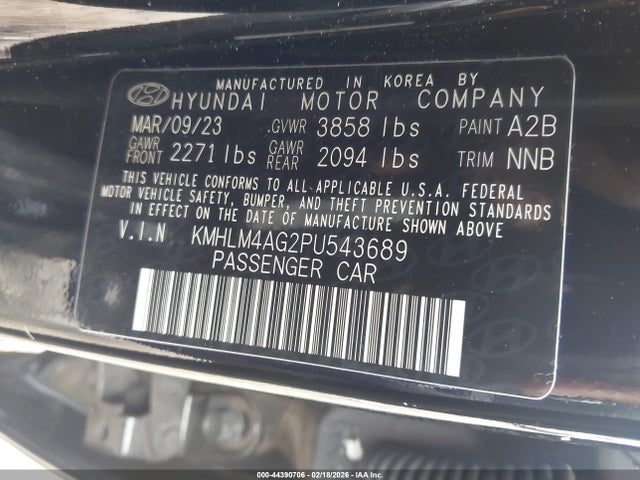 MANUFACTURED IN KOREA BY
HYUNDAI MOTOR COMPANY
MAR/09/23 GVWR 3858 lbs PAINT A2B
GAWR FRONT 2271 lbs GAWR REAR 2094 lbs TRIM NNB
THIS VEHICLE CONFORMS TO ALL APPLICABLE U.S.A. FEDERAL
MOTOR VEHICLE SAFETY, BUMPER, AND THEFT PREVENTION STANDARDS
IN EFFECT ON THE DATE OF MANUFACTURE SHOWN ABOVE.
V.I.N KMHLM4AG2PU543689
PASSENGER CAR
000-44390706 - 02/18/2026 - IAA Inc.